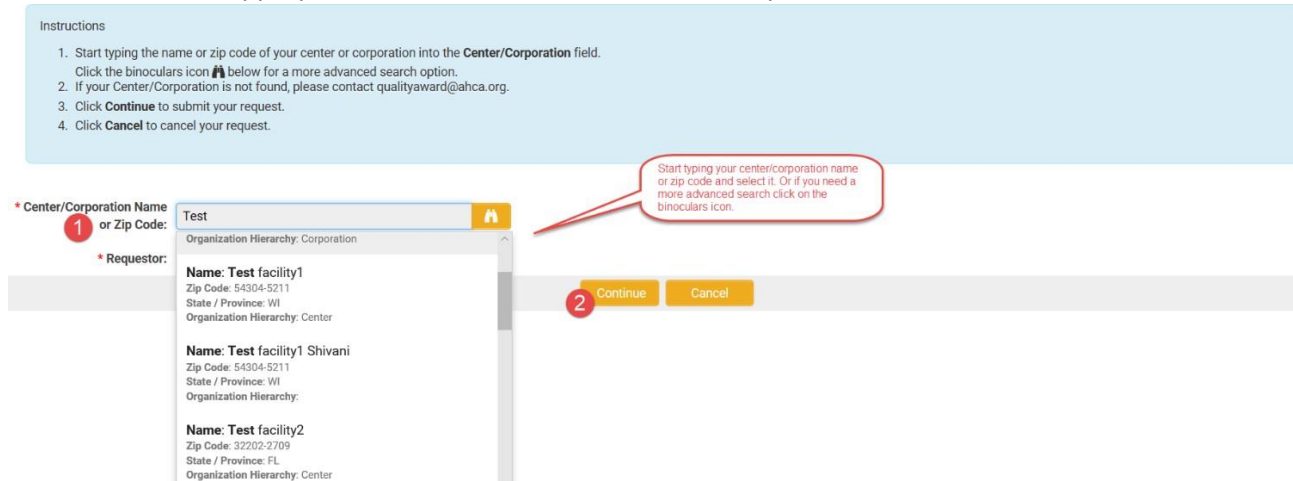 Instructions
1. Start typing the name or zip code of your center or corporation into the Center/Corporation field.
Click the binoculars icon below for a more advanced search option.
2. If your Center/Corporation is not found, please contact qualityaward@ahca.org.
3. Click Continue to submit your request.
4. Click Cancel to cancel your request.
Start typing your center/corporation name
or zip code and select it. Or if you need a
more advanced search click on the
binoculars icon.
* Center/Corporation Name
or Zip Code:
1
Test
Organization Hierarchy: Corporation
* Requestor:
Name: Test facility1
Zip Code: 54304-5211
State / Province: WI
Organization Hierarchy: Center
2
Continue
Cancel
Name: Test facility1 Shivani
Zip Code: 54304-5211
State / Province: WI
Organization Hierarchy:
Name: Test facility2
Zip Code: 32202-2709
State / Province: FL
Organization Hierarchy: Center